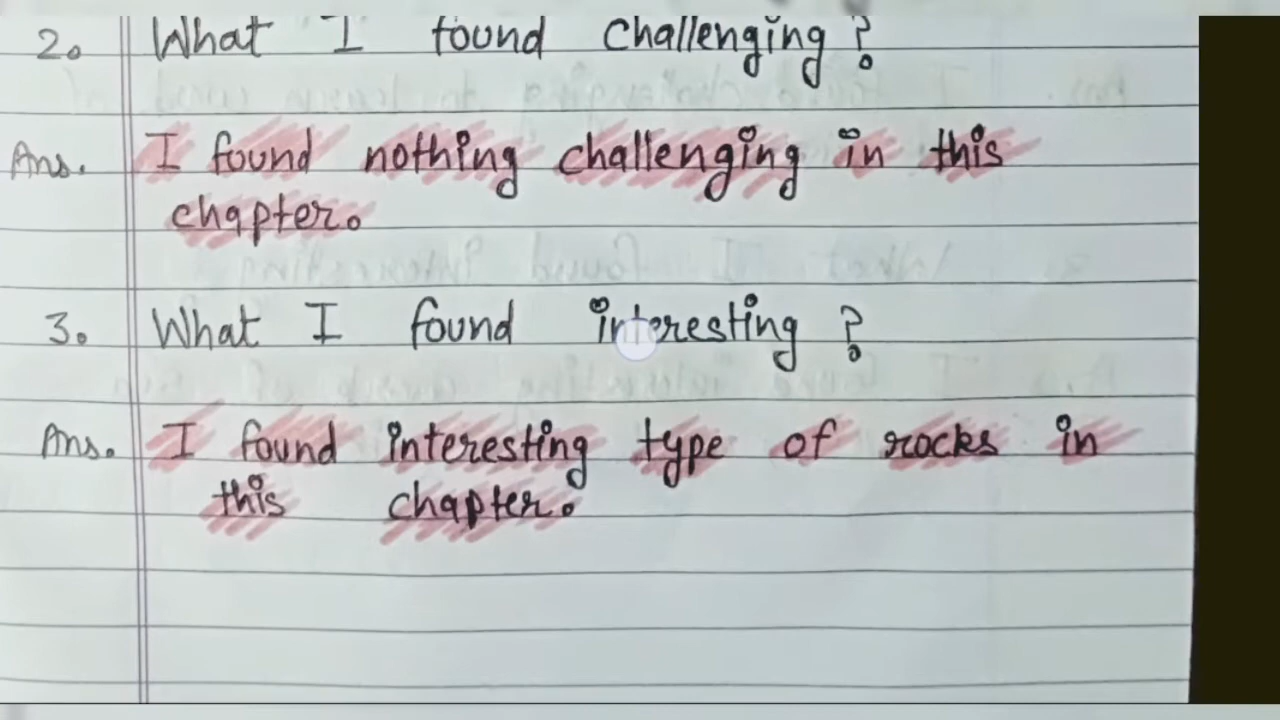 2. What I found challenging?
Ans. I found nothing challenging in this
chapter.
3. What I found interesting?
Ans. I found interesting type of rocks in
this chapter.